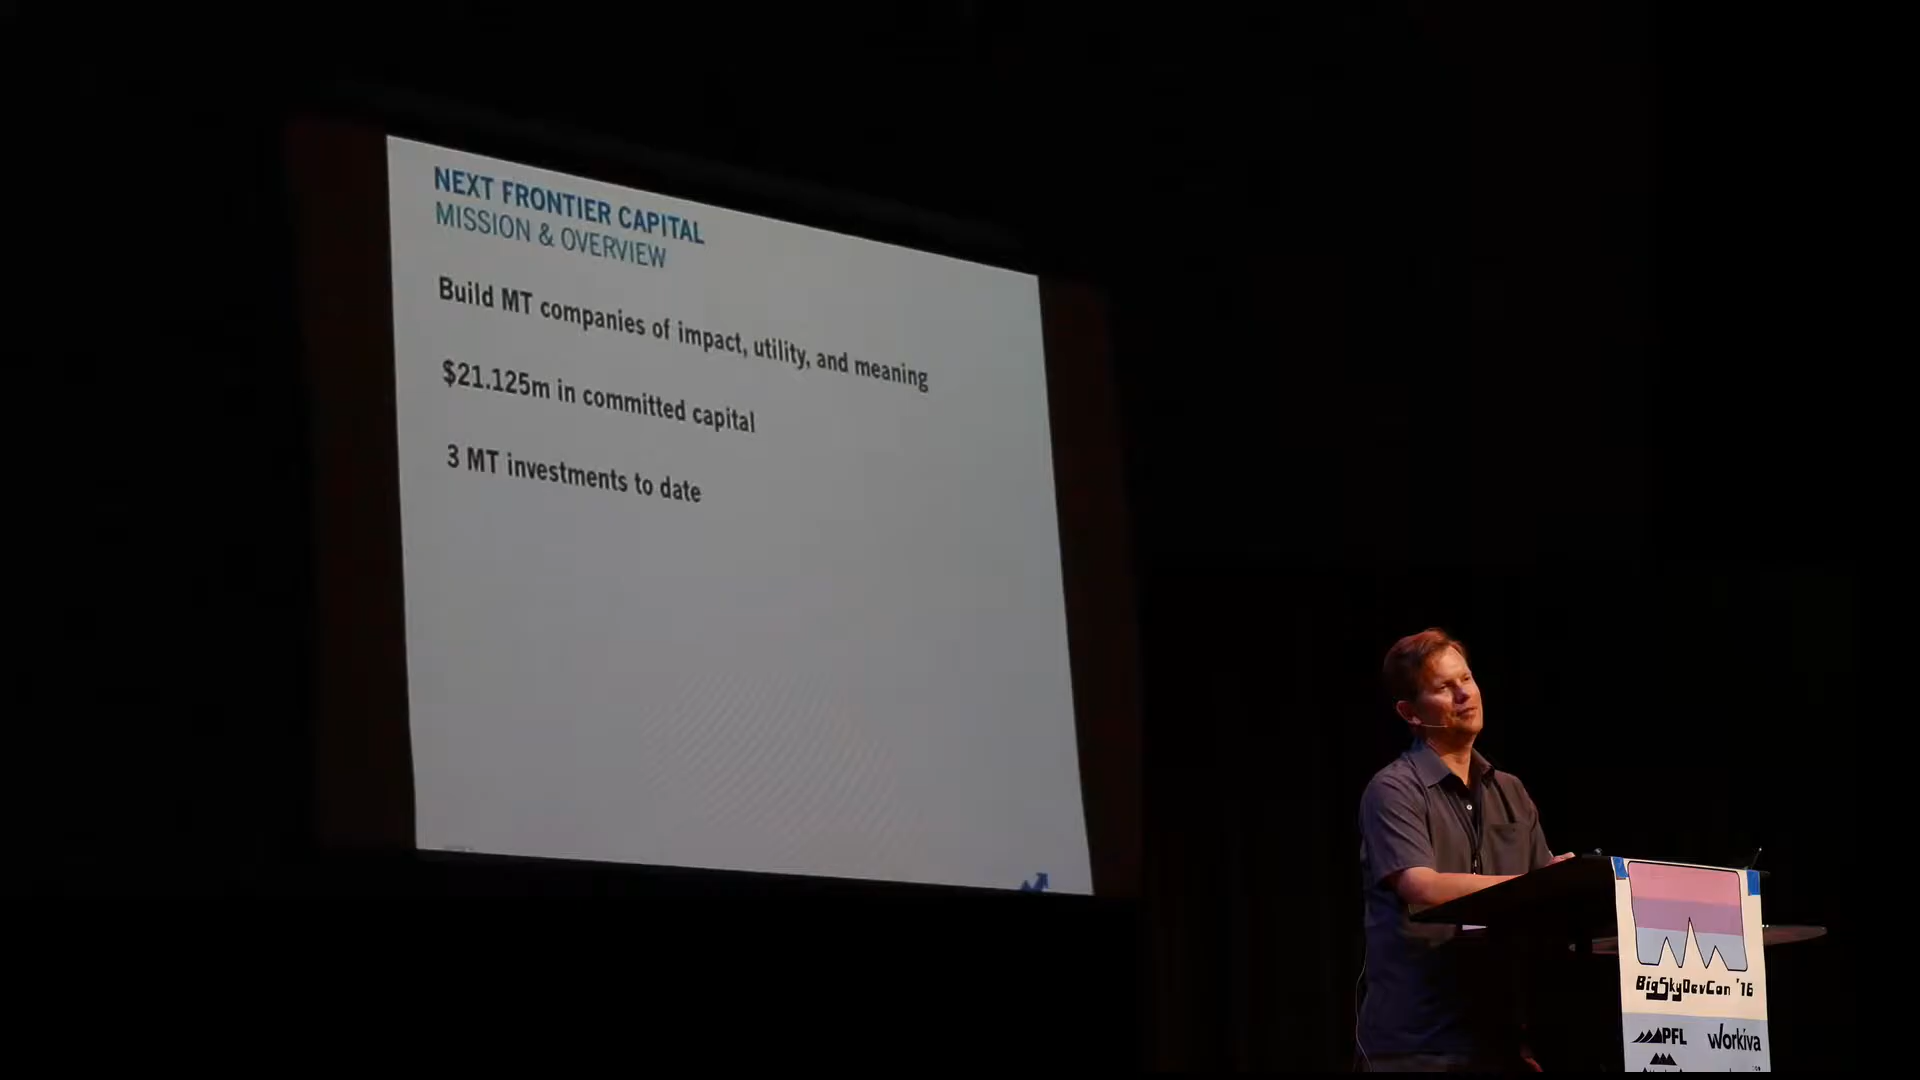 NEXT FRONTIER CAPITAL
MISSION & OVERVIEW
Build MT companies of impact, utility, and meaning
$21.125m in committed capital
3 MT investments to date
BigSkyDevCon '16
PFL
Workiva